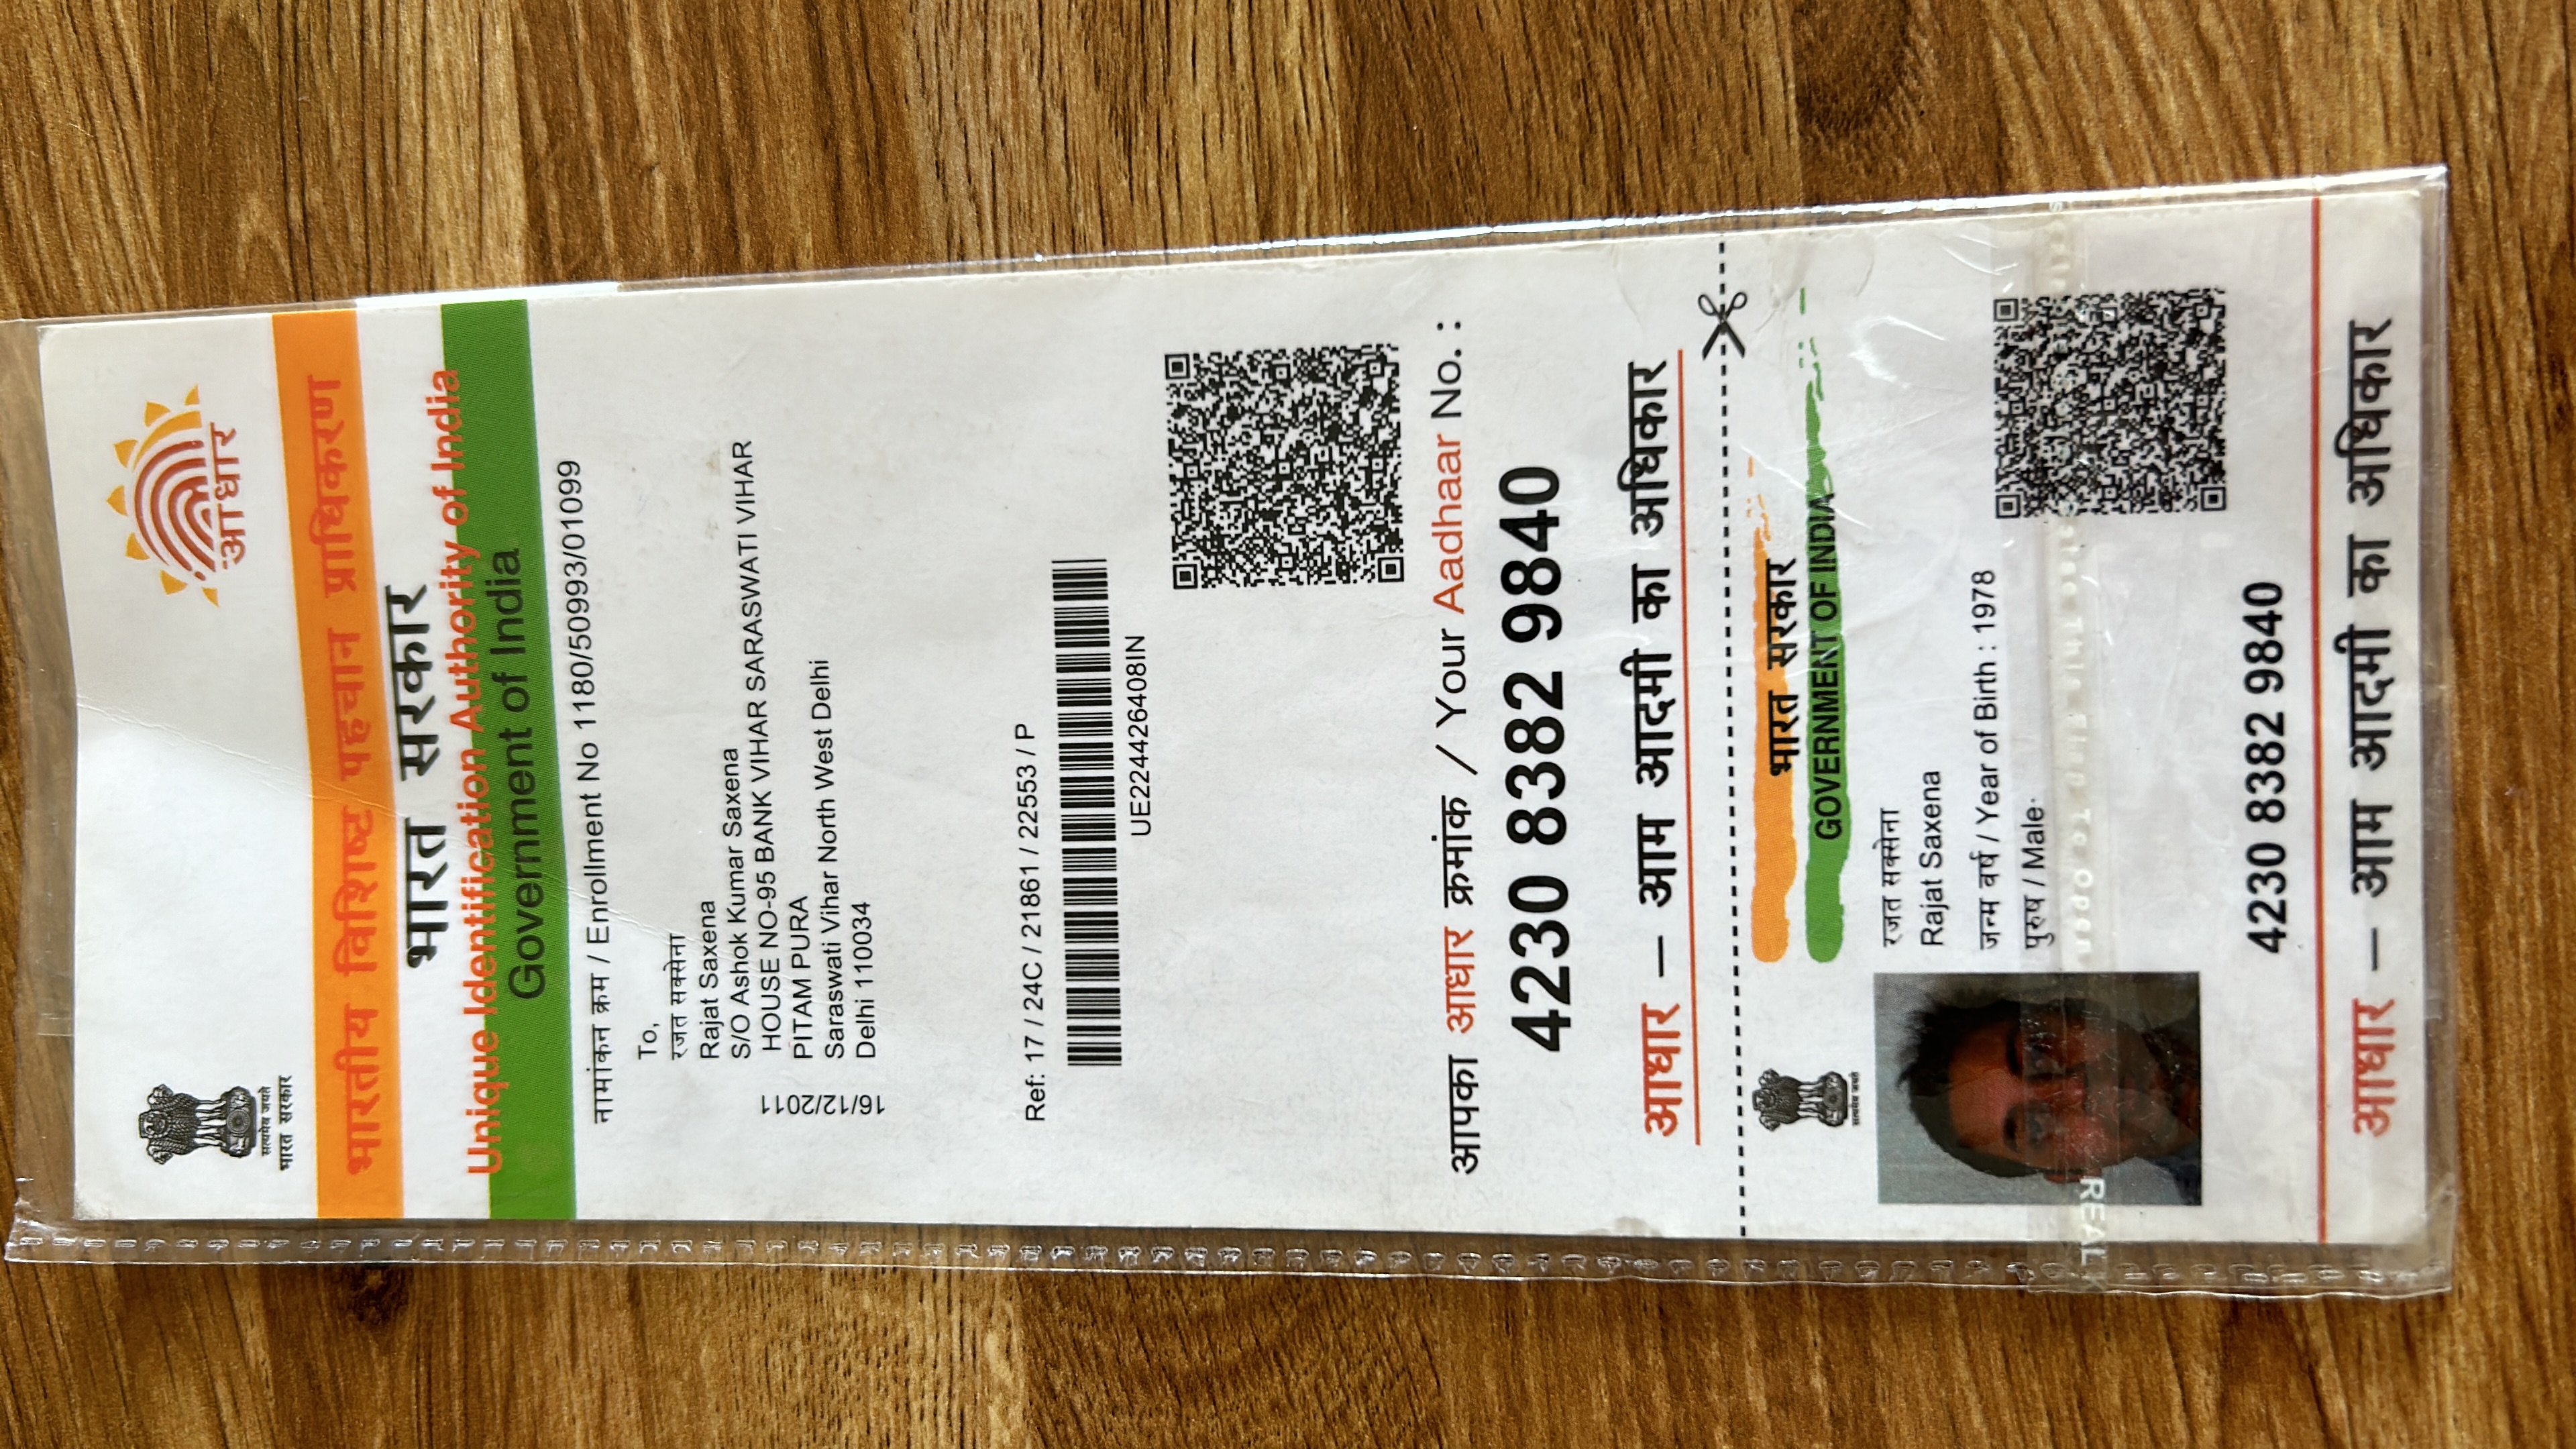 सत्यमेव जयते
भारत सरकार
आधार
भारतीय विशिष्ट पहचान प्राधिकरण
भारत सरकार
Unique Identification Authority of India
Government of India
नामांकन क्रम / Enrollment No 1180/50993/01099
To,
रजत सक्सेना
Rajat Saxena
S/O Ashok Kumar Saxena
HOUSE NO-95 BANK VIHAR SARASWATI VIHAR
PITAM PURA
Saraswati Vihar North West Delhi
Delhi 110034
16/12/2011
Ref: 17 / 24C / 21861 / 22553 / P
UE224426408IN
आपका आधार क्रमांक / Your Aadhaar No. :
4230 8382 9840
आधार — आम आदमी का अधिकार
सत्यमेव जयते
भारत सरकार
GOVERNMENT OF INDIA
रजत सक्सेना
Rajat Saxena
जन्म वर्ष / Year of Birth : 1978
पुरुष / Male
4230 8382 9840
आधार — आम आदमी का अधिकार